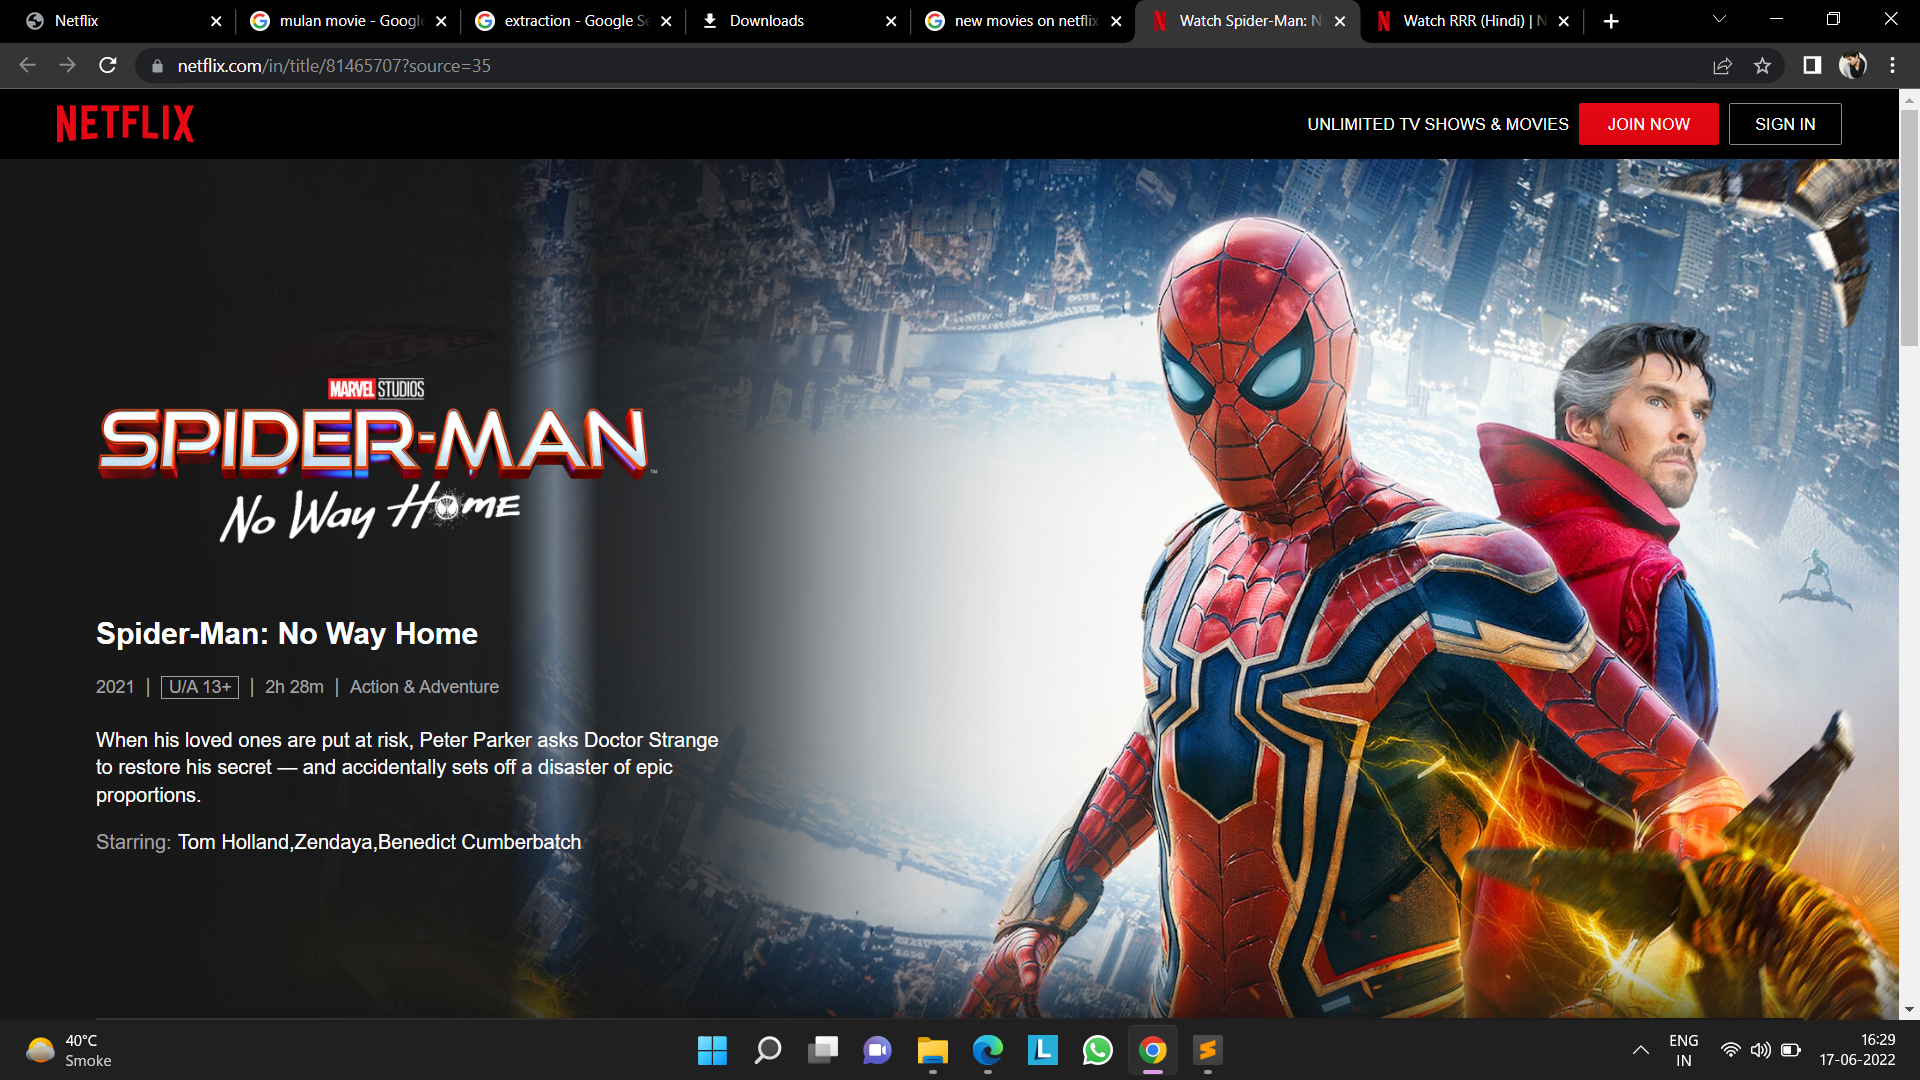 Netflix
mulan movie - Google
extraction - Google Se
Downloads
new movies on netflix
Watch Spider-Man: N
Watch RRR (Hindi) | N
netflix.com/in/title/81465707?source=35
NETFLIX
UNLIMITED TV SHOWS & MOVIES
JOIN NOW
SIGN IN
MARVEL STUDIOS
SPIDER-MAN™
No Way Home
Spider-Man: No Way Home
2021 | U/A 13+ | 2h 28m | Action & Adventure
When his loved ones are put at risk, Peter Parker asks Doctor Strange
to restore his secret — and accidentally sets off a disaster of epic
proportions.
Starring: Tom Holland,Zendaya,Benedict Cumberbatch
40°C
Smoke
L
ENG
IN
16:29
17-06-2022